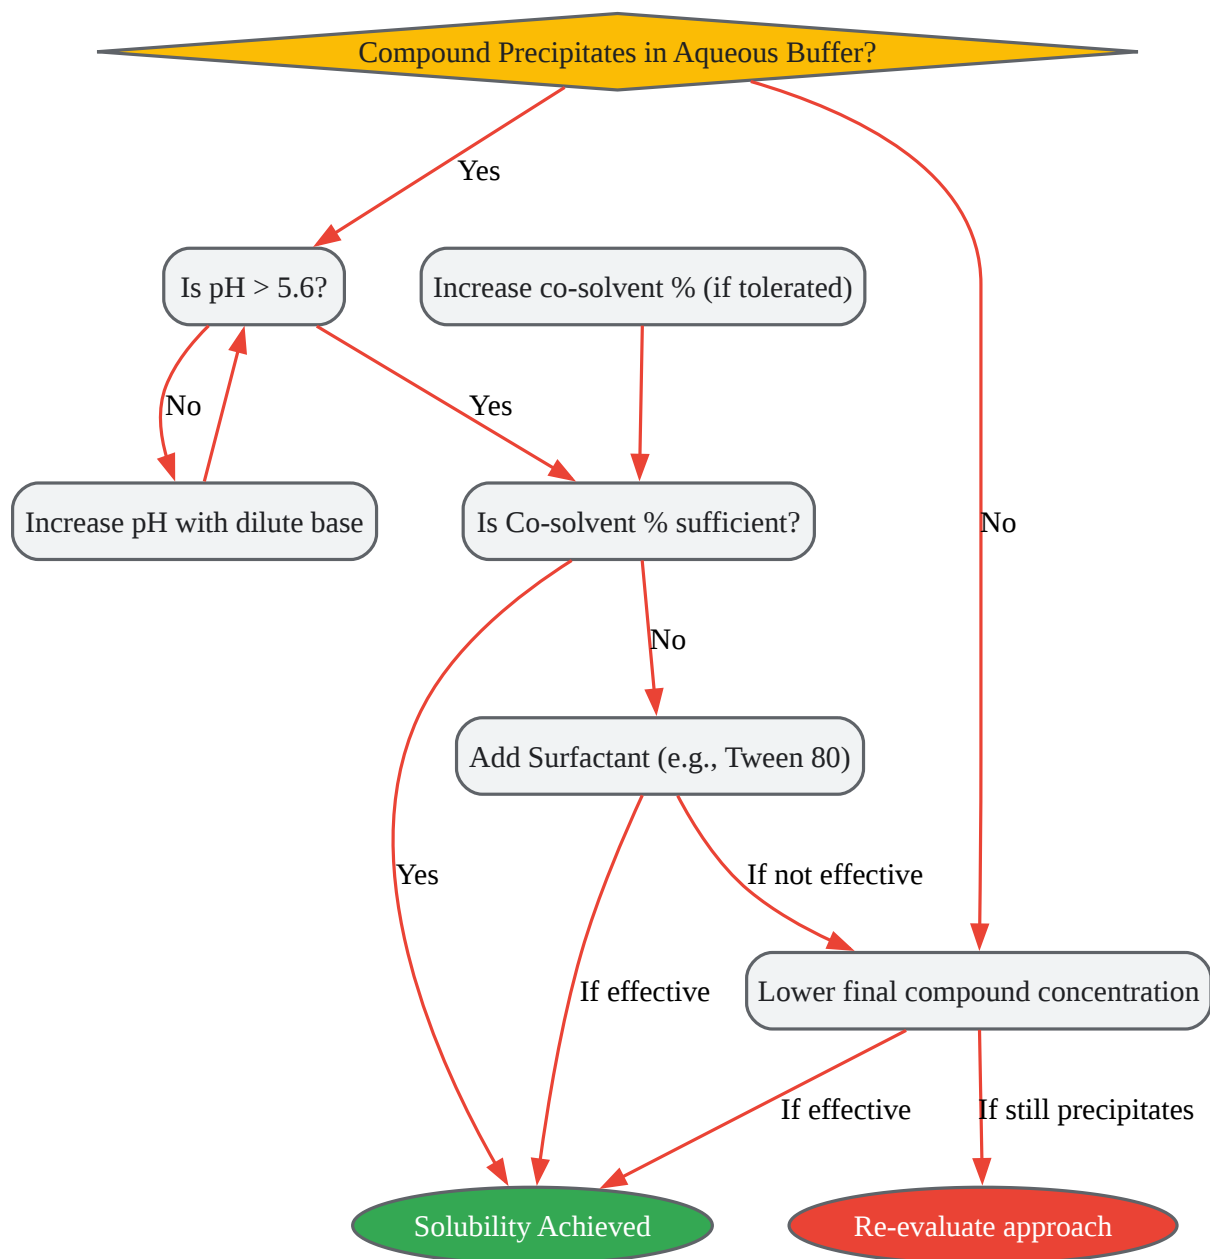 Compound Precipitates in Aqueous Buffer?
Yes
Is pH > 5.6?
Increase co-solvent % (if tolerated)
No
Yes
Increase pH with dilute base
Is Co-solvent % sufficient?
No
No
Add Surfactant (e.g., Tween 80)
Yes
If not effective
If effective
Lower final compound concentration
If effective
If still precipitates
Solubility Achieved
Re-evaluate approach